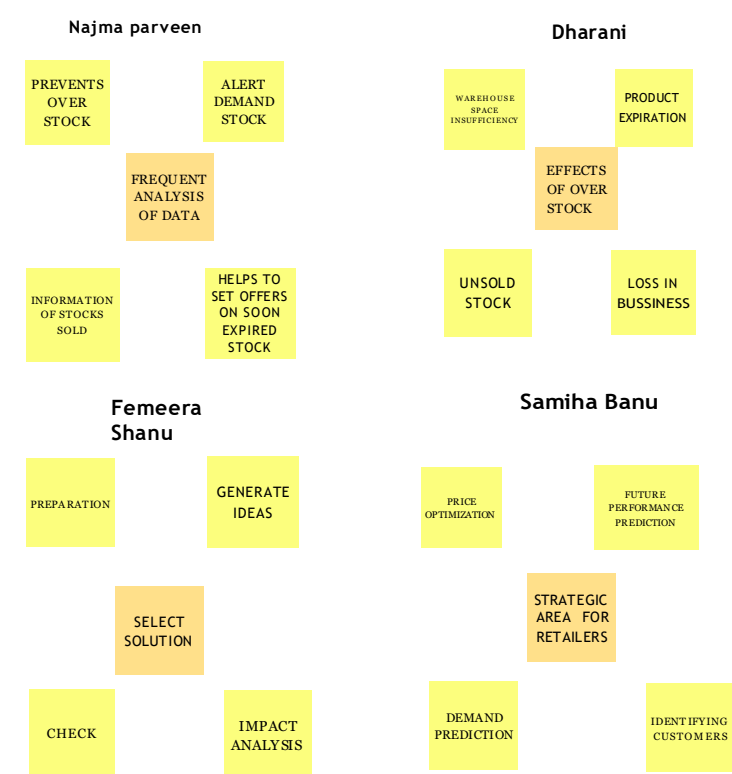 Najma parveen
PREVENTS
OVER
STOCK
ALERT
DEMAND
STOCK
FREQUENT
ANALYSIS
OF DATA
INFORMATION
OF STOCKS
SOLD
HELPS TO
SET OFFERS
ON SOON
EXPIRED
STOCK
Dharani
WAREHOUSE
SPACE
INSUFFICIENCY
PRODUCT
EXPIRATION
EFFECTS
OF OVER
STOCK
UNSOLD
STOCK
LOSS IN
BUSSINESS
Femeera
Shanu
PREPARATION
GENERATE
IDEAS
SELECT
SOLUTION
CHECK
IMPACT
ANALYSIS
Samiha Banu
PRICE
OPTIMIZATION
FUTURE
PERFORMANCE
PREDICTION
STRATEGIC
AREA FOR
RETAILERS
DEMAND
PREDICTION
IDENTIFYING
CUSTOMERS